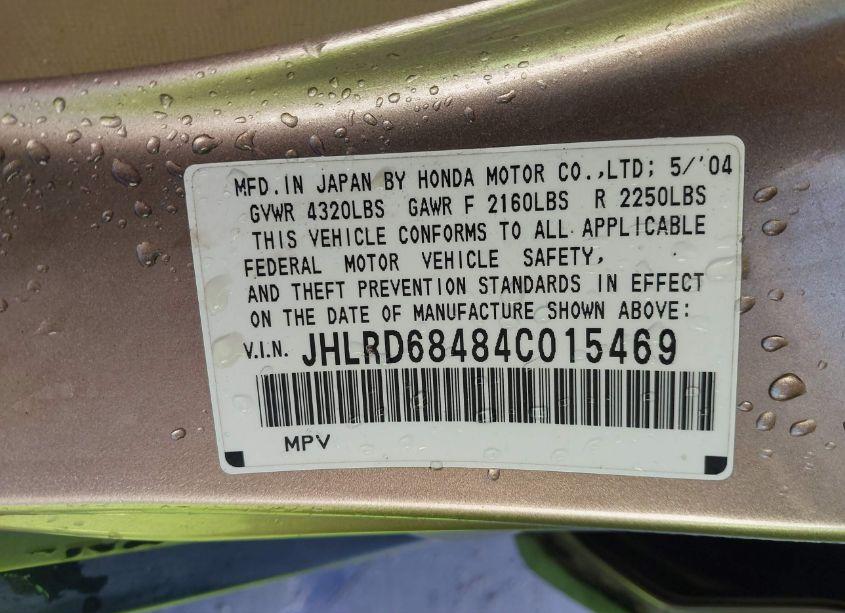 MFD.IN JAPAN BY HONDA MOTOR CO.,LTD; 5/'04
GVWR 4320LBS GAWR F 2160LBS R 2250LBS
THIS VEHICLE CONFORMS TO ALL APPLICABLE
FEDERAL MOTOR VEHICLE SAFETY,
AND THEFT PREVENTION STANDARDS IN EFFECT
ON THE DATE OF MANUFACTURE SHOWN ABOVE:
V.I.N. JHLRD68484C015469
MPV